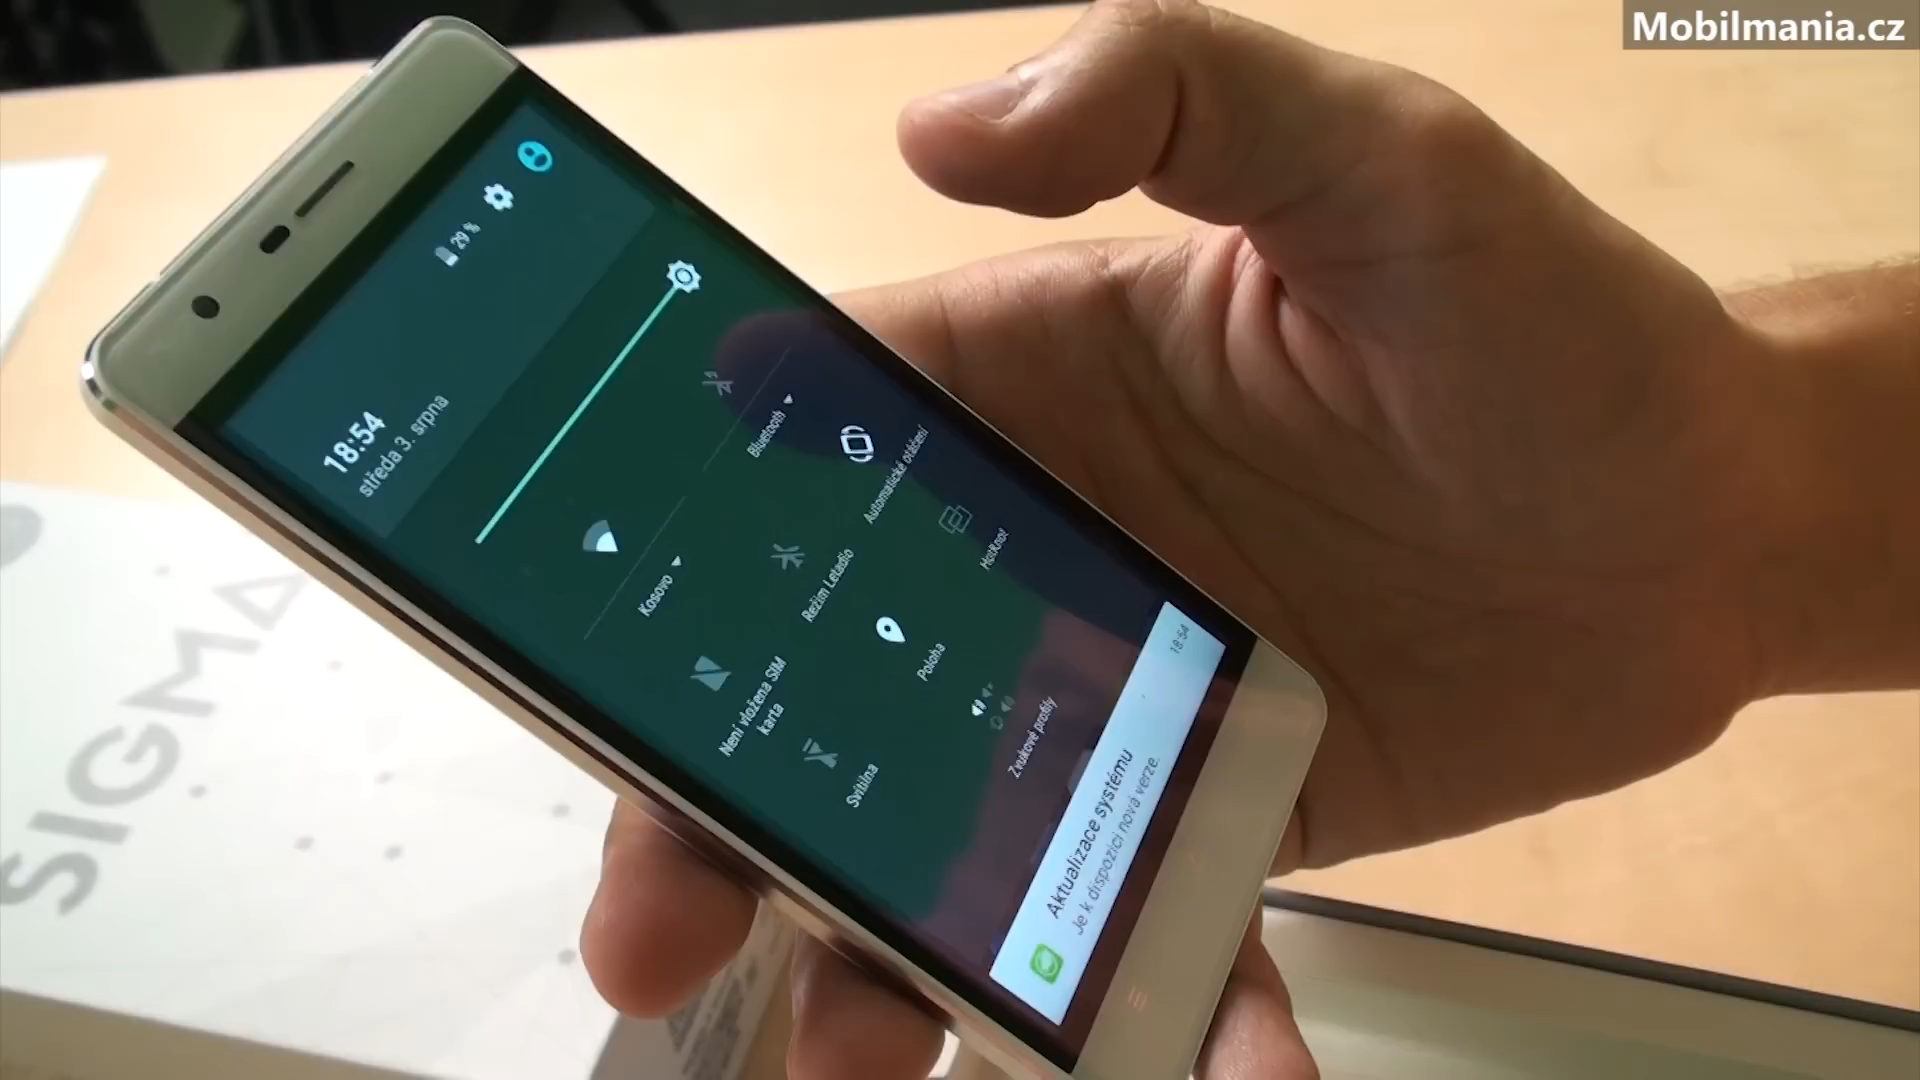 Mobilmania.cz
29 %
18:54
středa 3. srpna
Kosovo
Bluetooth
Není vložena SIM
karta
Režim Letadlo
Automatické otáčení
Svítilna
Poloha
HotKnot
Zvukové profily
Aktualizace systému
18:54
Je k dispozici nová verze.
SIGMA